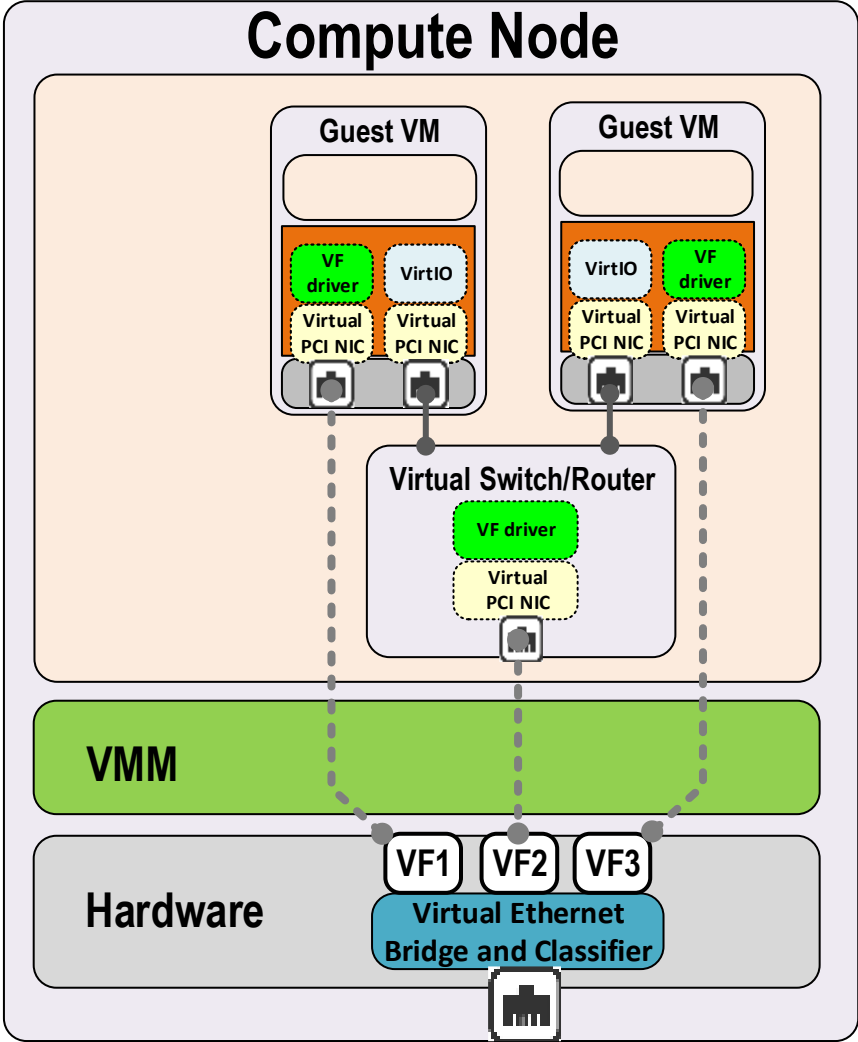 Compute Node
Guest VM
VF
driver
VirtIO
Virtual
PCI NIC
Virtual
PCI NIC
Guest VM
VirtIO
VF
driver
Virtual
PCI NIC
Virtual
PCI NIC
Virtual Switch/Router
VF driver
Virtual
PCI NIC
VMM
VF1
VF2
VF3
Hardware
Virtual Ethernet
Bridge and Classifier